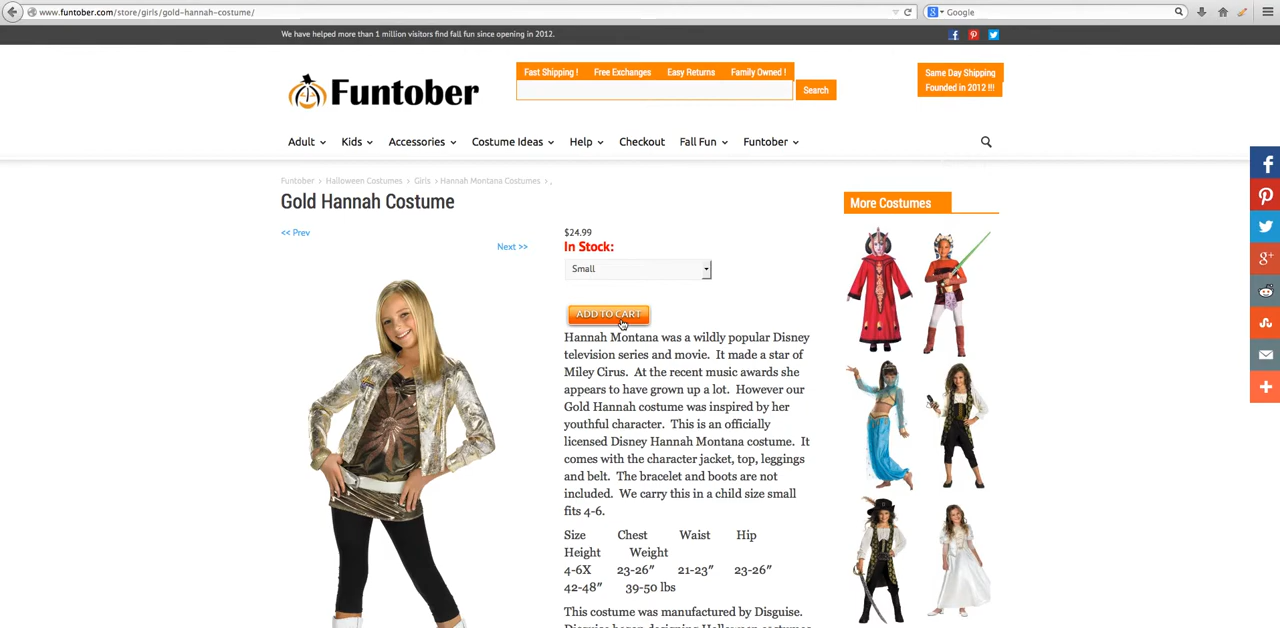 www.funtober.com/store/girls/gold-hannah-costume/
Google
We have helped more than 1 million visitors find fall fun since opening in 2012.
Funtober
Fast Shipping ! Free Exchanges Easy Returns Family Owned !
Search
Same Day Shipping
Founded in 2012 !!!
Adult Kids Accessories Costume Ideas Help Checkout Fall Fun Funtober
Funtober > Halloween Costumes > Girls > Hannah Montana Costumes > ,
Gold Hannah Costume
<< Prev
Next >>
$24.99
In Stock:
Small
ADD TO CART
Hannah Montana was a wildly popular Disney
television series and movie. It made a star of
Miley Cirus. At the recent music awards she
appears to have grown up a lot. However our
Gold Hannah costume was inspired by her
youthful character. This is an officially
licensed Disney Hannah Montana costume. It
comes with the character jacket, top, leggings
and belt. The bracelet and boots are not
included. We carry this in a child size small
fits 4-6.
Size Chest Waist Hip
Height Weight
4-6X 23-26″ 21-23″ 23-26″
42-48″ 39-50 lbs
This costume was manufactured by Disguise.
Disguise began designing Halloween costumes
More Costumes